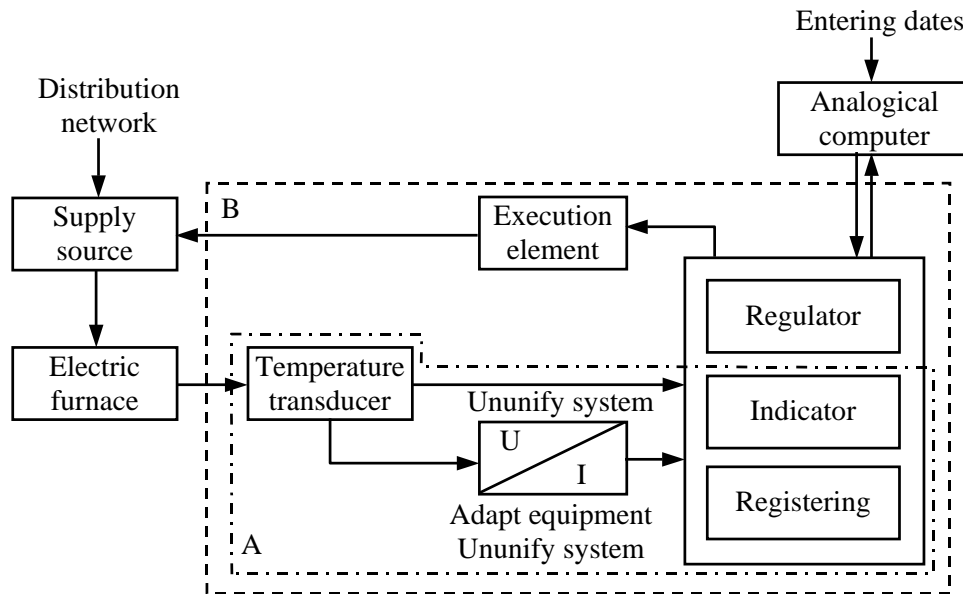 Entering dates
Distribution
network
Analogical
computer
B
Supply
source
Execution
element
Regulator
Electric
furnace
Temperature
transducer
Ununify system
Indicator
U
I
Registering
Adapt equipment
Ununify system
A